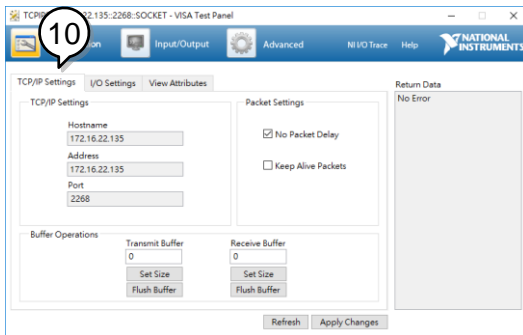 TCPIP 22.135::2268::SOCKET - VISA Test Panel
10
on Input/Output Advanced NI I/O Trace Help NATIONAL INSTRUMENTS
TCP/IP Settings I/O Settings View Attributes
Return Data
No Error
TCP/IP Settings
Packet Settings
Hostname
172.16.22.135
No Packet Delay
Address
172.16.22.135
Keep Alive Packets
Port
2268
Buffer Operations
Transmit Buffer Receive Buffer
0 0
Set Size Set Size
Flush Buffer Flush Buffer
Refresh Apply Changes